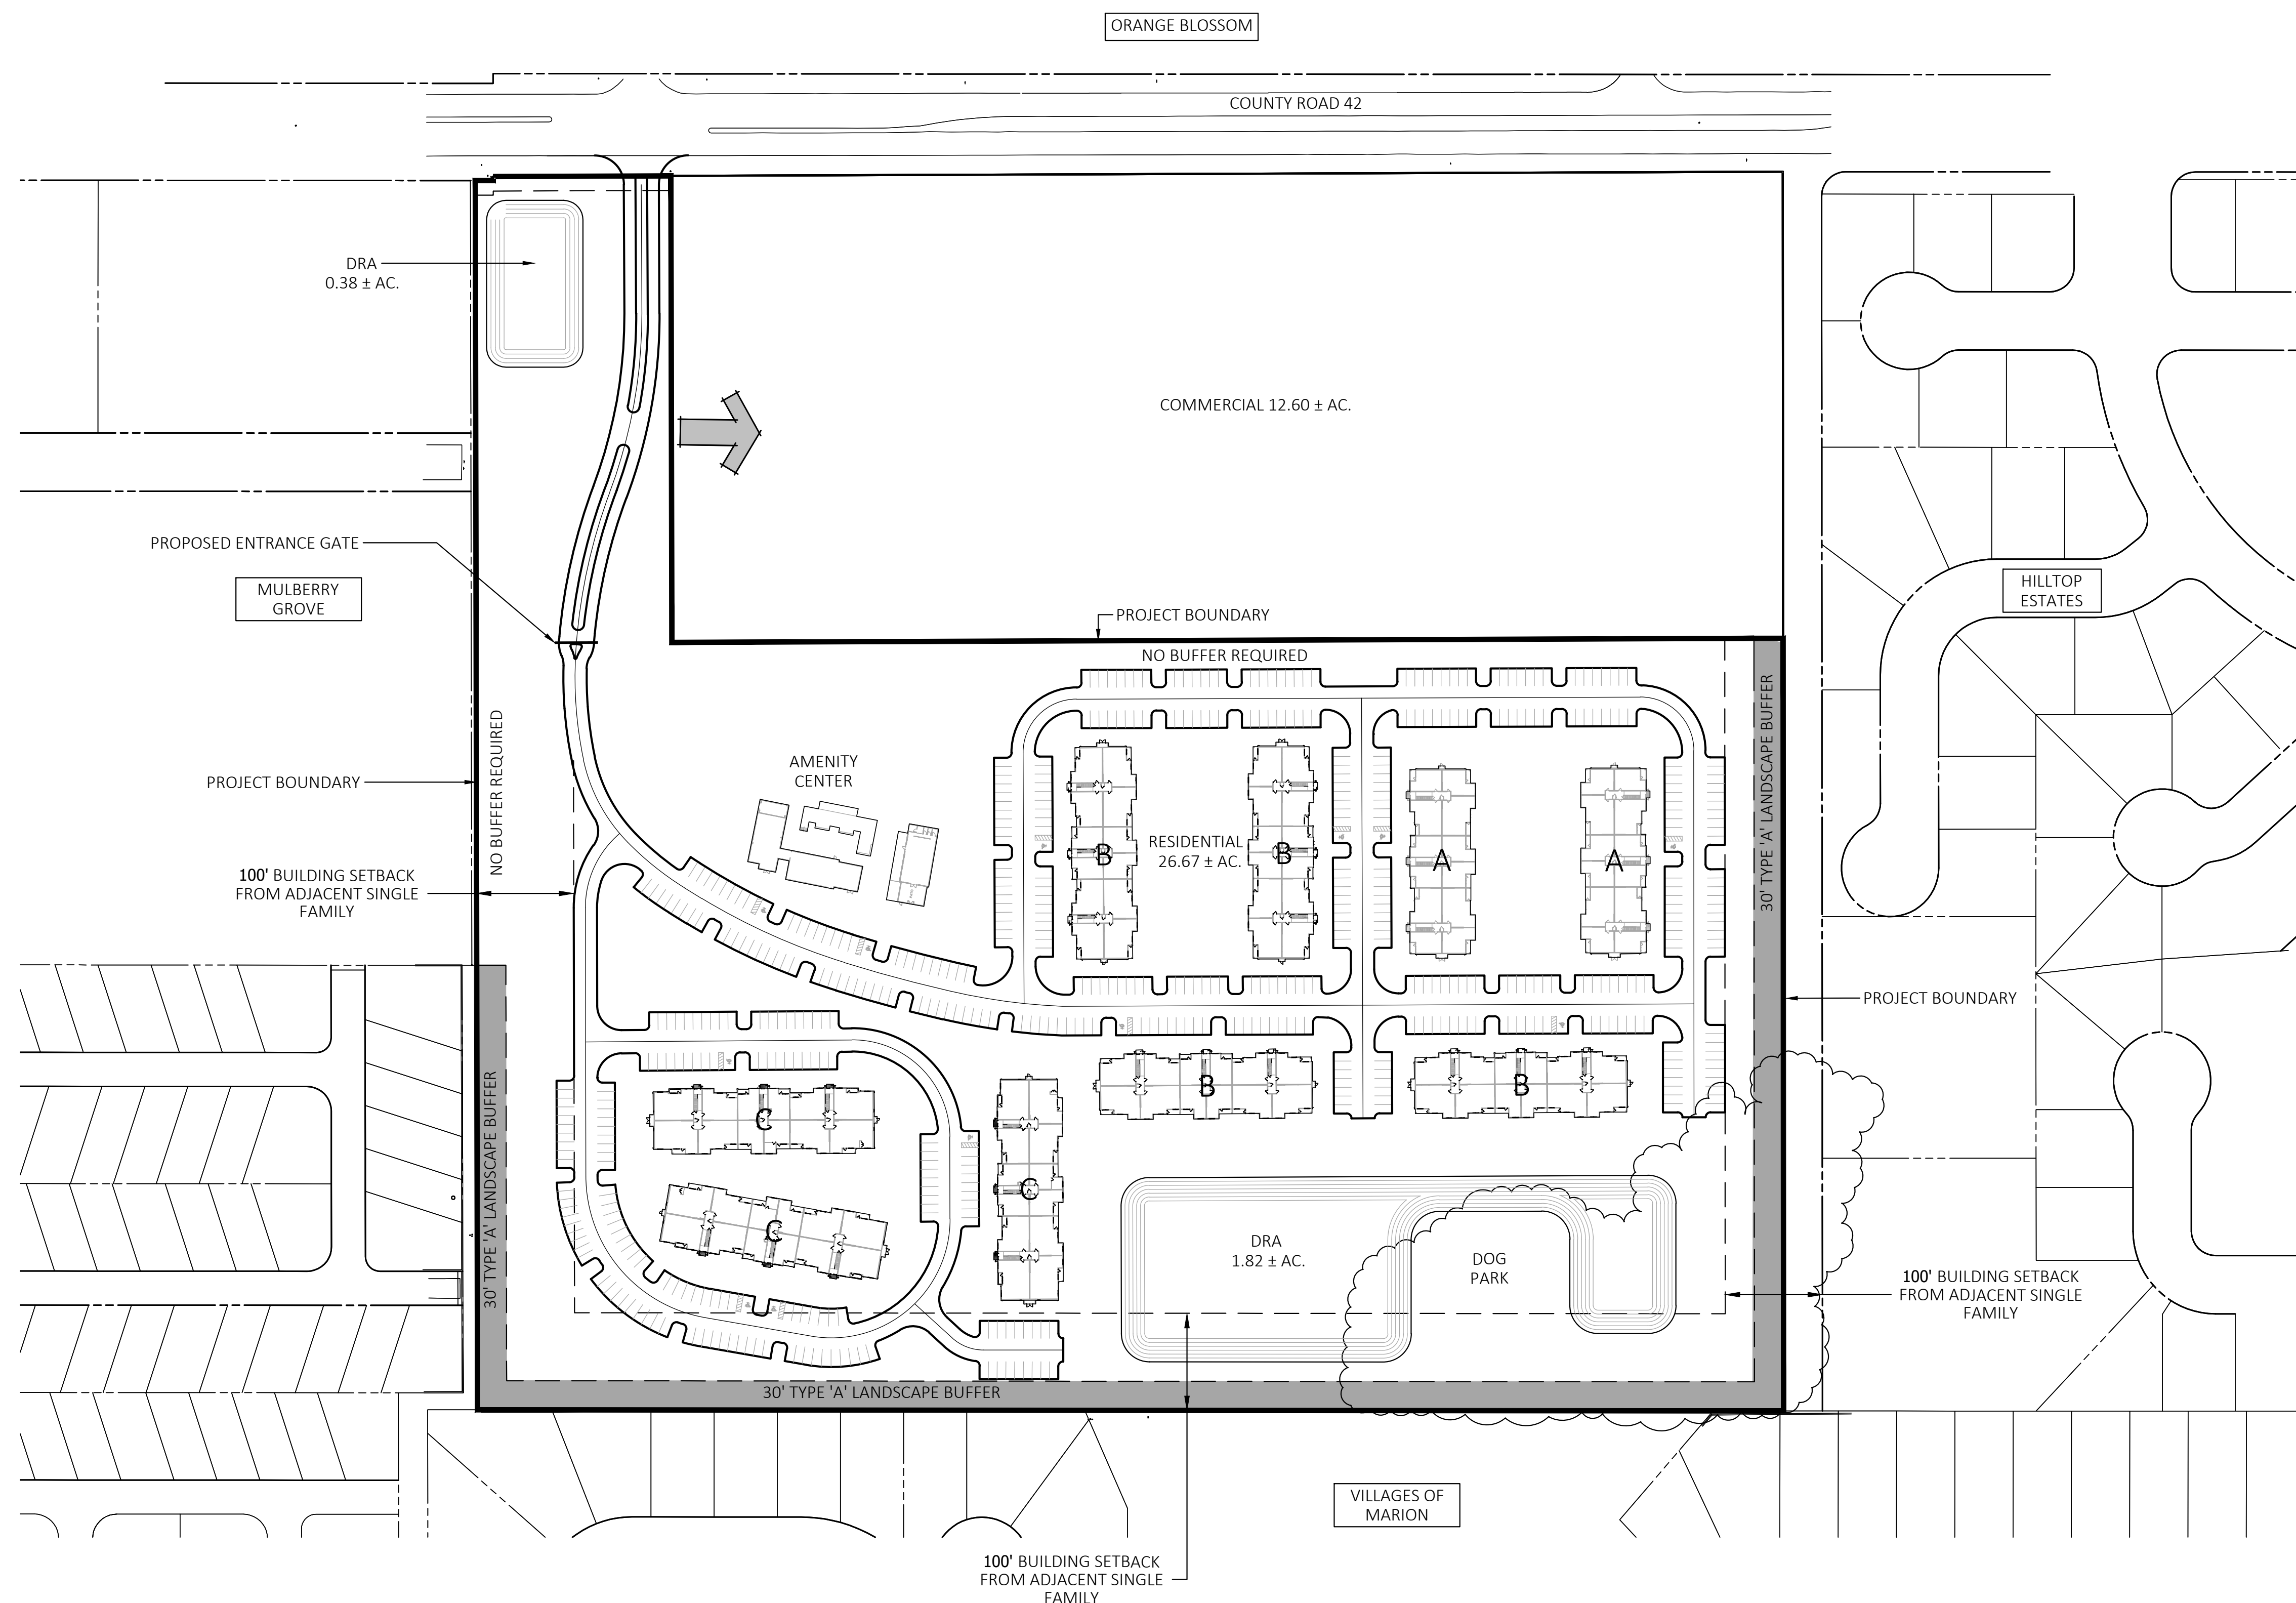 ORANGE BLOSSOM
COUNTY ROAD 42
DRA
0.38 ± AC.
COMMERCIAL 12.60 ± AC.
PROPOSED ENTRANCE GATE
MULBERRY
GROVE
HILLTOP
ESTATES
PROJECT BOUNDARY
NO BUFFER REQUIRED
NO BUFFER REQUIRED
30' TYPE 'A' LANDSCAPE BUFFER
PROJECT BOUNDARY
AMENITY
CENTER
RESIDENTIAL
26.67 ± AC.
B
B
A
A
100' BUILDING SETBACK
FROM ADJACENT SINGLE
FAMILY
PROJECT BOUNDARY
B
B
C
C
C
30' TYPE 'A' LANDSCAPE BUFFER
DRA
1.82 ± AC.
DOG
PARK
100' BUILDING SETBACK
FROM ADJACENT SINGLE
FAMILY
30' TYPE 'A' LANDSCAPE BUFFER
VILLAGES OF
MARION
100' BUILDING SETBACK
FROM ADJACENT SINGLE
FAMILY